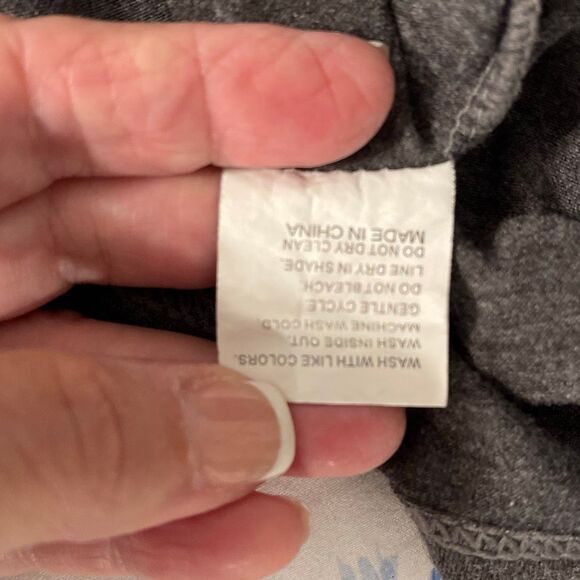 WASH WITH LIKE COLORS.
WASH INSIDE OUT.
MACHINE WASH COLD.
GENTLE CYCLE.
DO NOT BLEACH.
LINE DRY IN SHADE.
DO NOT DRY CLEAN
MADE IN CHINA